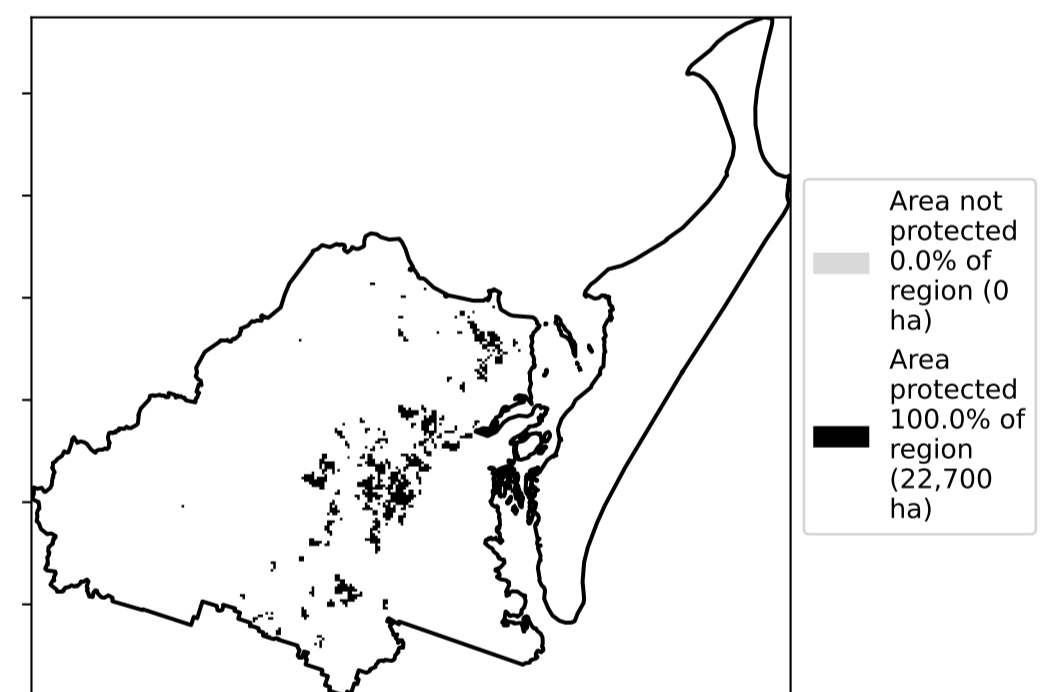 Area not
protected
0.0% of
region (0
ha)
Area
protected
100.0% of
region
(22,700
ha)